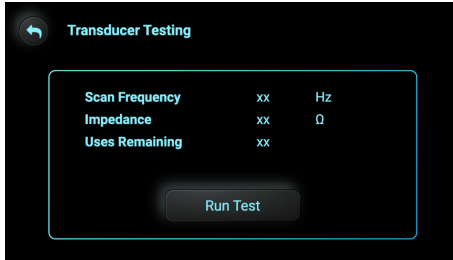 Transducer Testing
Scan Frequency xx Hz
Impedance xx Ω
Uses Remaining xx
Run Test